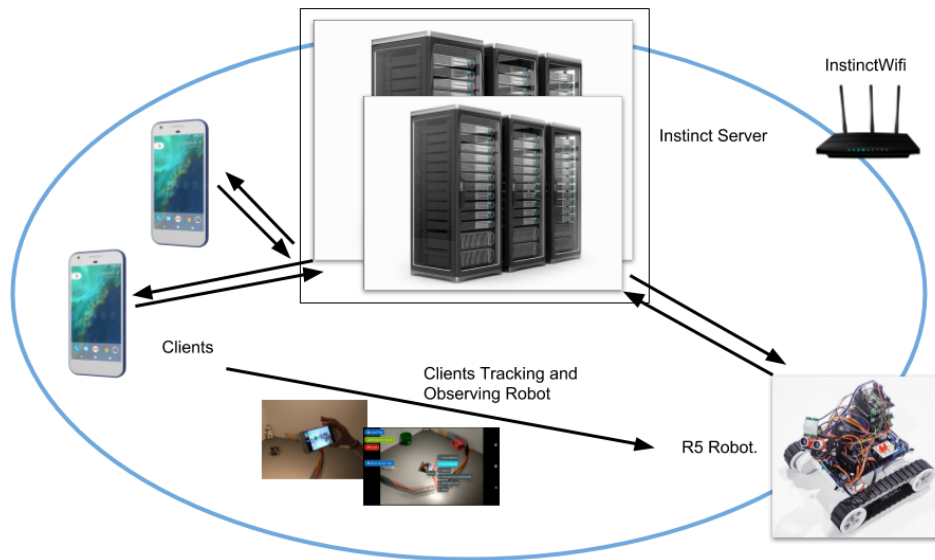 InstinctWifi
Instinct Server
Clients
Clients Tracking and
Observing Robot
R5 Robot.